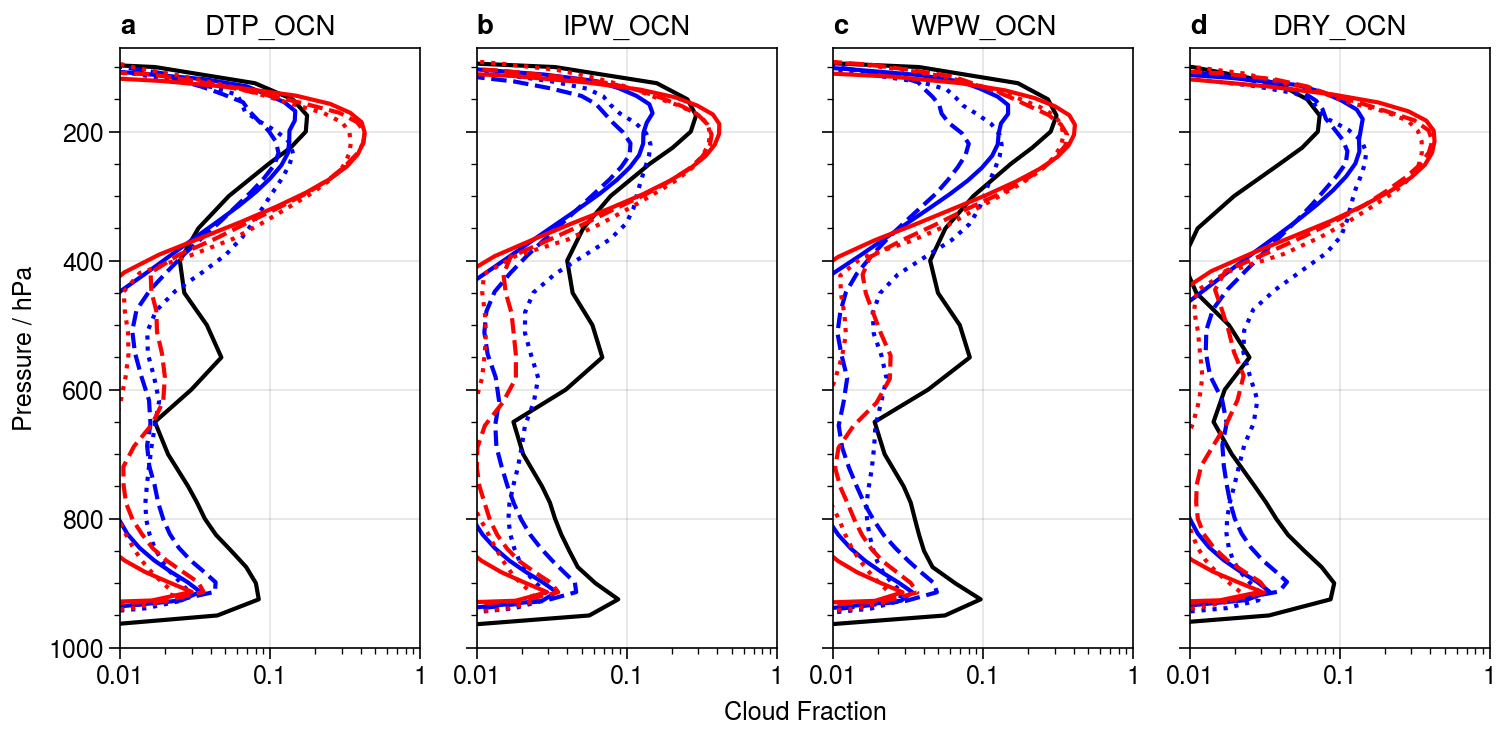 a DTP_OCN
b IPW_OCN
c WPW_OCN
d DRY_OCN
Pressure / hPa
200
400
600
800
1000
0.01 0.1 1
0.01 0.1 1
0.01 0.1 1
0.01 0.1 1
Cloud Fraction